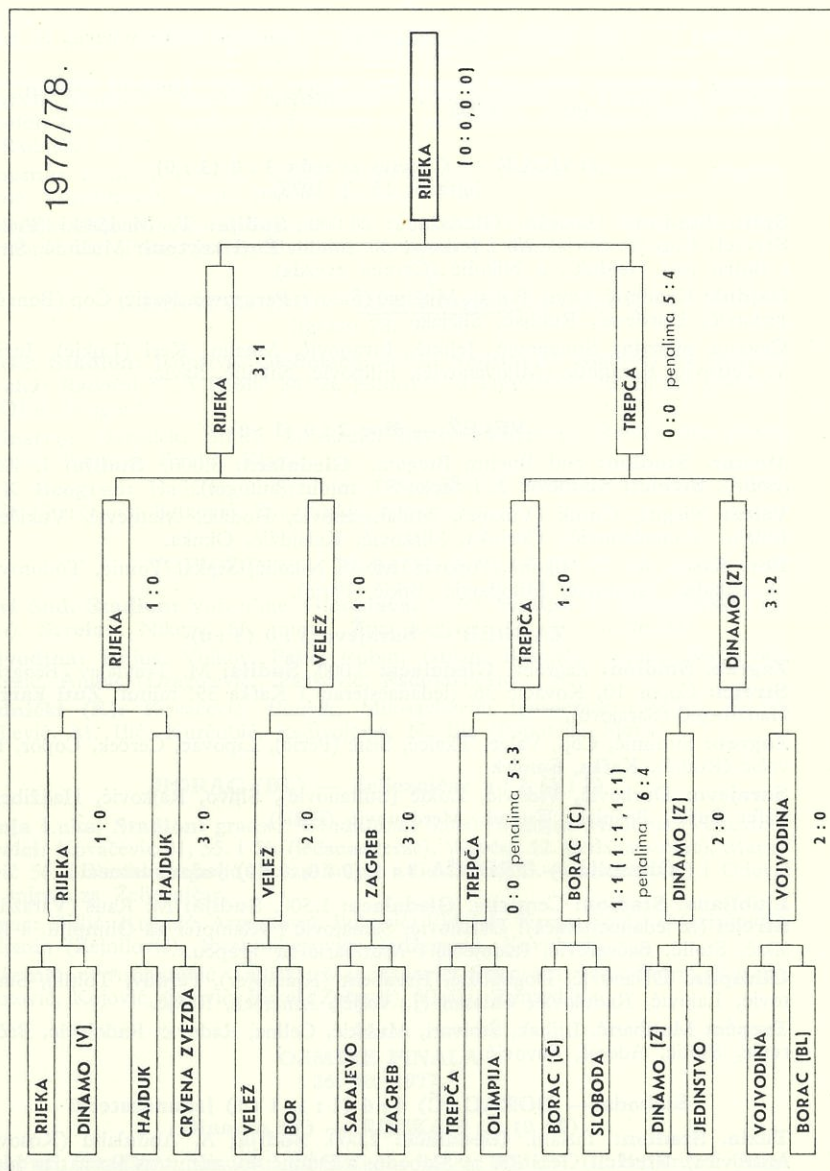 1977/78.
RIJEKA
DINAMO (V)
HAJDUK
CRVENA ZVEZDA
VELEŽ
BOR
SARAJEVO
ZAGREB
TREPČA
OLIMPIJA
BORAC (Č)
SLOBODA
DINAMO (Z)
JEDINSTVO
VOJVODINA
BORAC (BL)
RIJEKA
1:0
HAJDUK
3:0
VELEŽ
2:0
ZAGREB
3:0
TREPČA
0:0 penalima 5:3
BORAC (Č)
1:1 (1:1, 1:1)
penalima 6:4
DINAMO (Z)
2:0
VOJVODINA
2:0
RIJEKA
1:0
VELEŽ
1:0
TREPČA
1:0
DINAMO (Z)
3:2
RIJEKA
3:1
TREPČA
0:0 penalima 5:4
RIJEKA
(0:0,0:0)